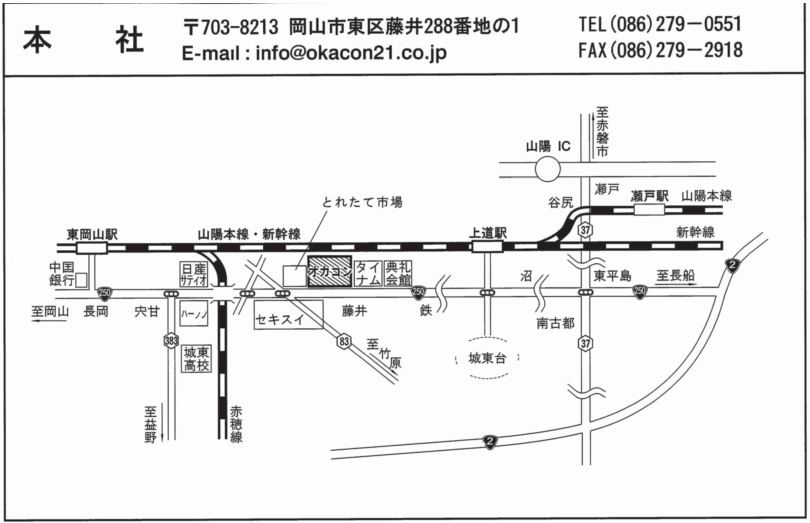 本 社
〒703-8213 岡山市東区藤井288番地の1
E-mail : info@okacon21.co.jp
TEL(086)279-0551
FAX(086)279-2918
至赤磐市
山陽 IC
瀬戸
谷尻
瀬戸駅
山陽本線
とれたて市場
東岡山駅
山陽本線・新幹線
上道駅
37
新幹線
中国
銀行
日産
サティオ
オカコン
タイ
ナム
典礼
会館
沼
東平島
至長船
2
250
250
250
至岡山
長岡
宍甘
ハーノノ
セキスイ
藤井
鉄
南古都
383
城東
高校
83
至竹原
城東台
37
至益野
赤穂線
2